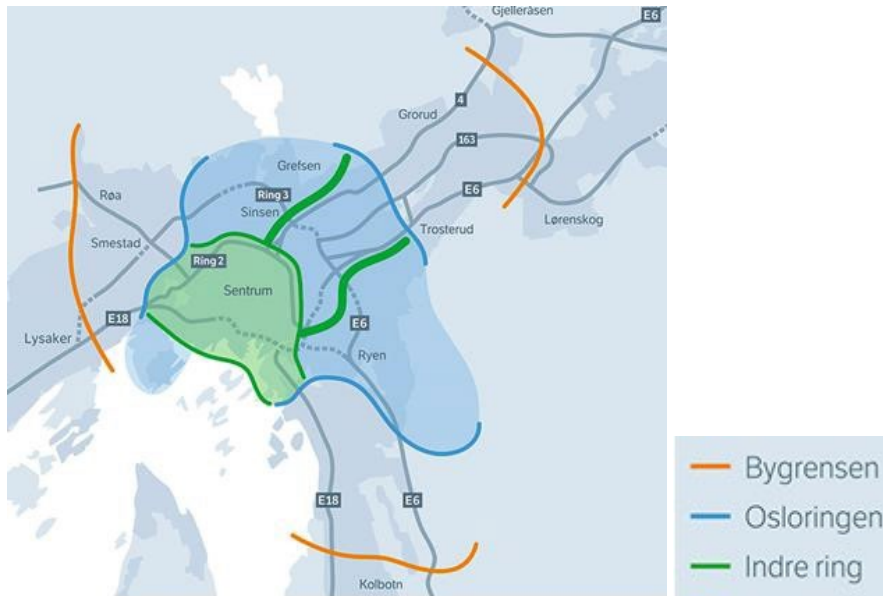 Gjelleråsen
E6
4
Grorud
163
Grefsen
Ring 3
Røa
E6
Sinsen
Lørenskog
Trosterud
Smestad
Ring 2
Sentrum
E18
E6
Lysaker
Ryen
E18
E6
Kolbotn
Bygrensen
Osloringen
Indre ring